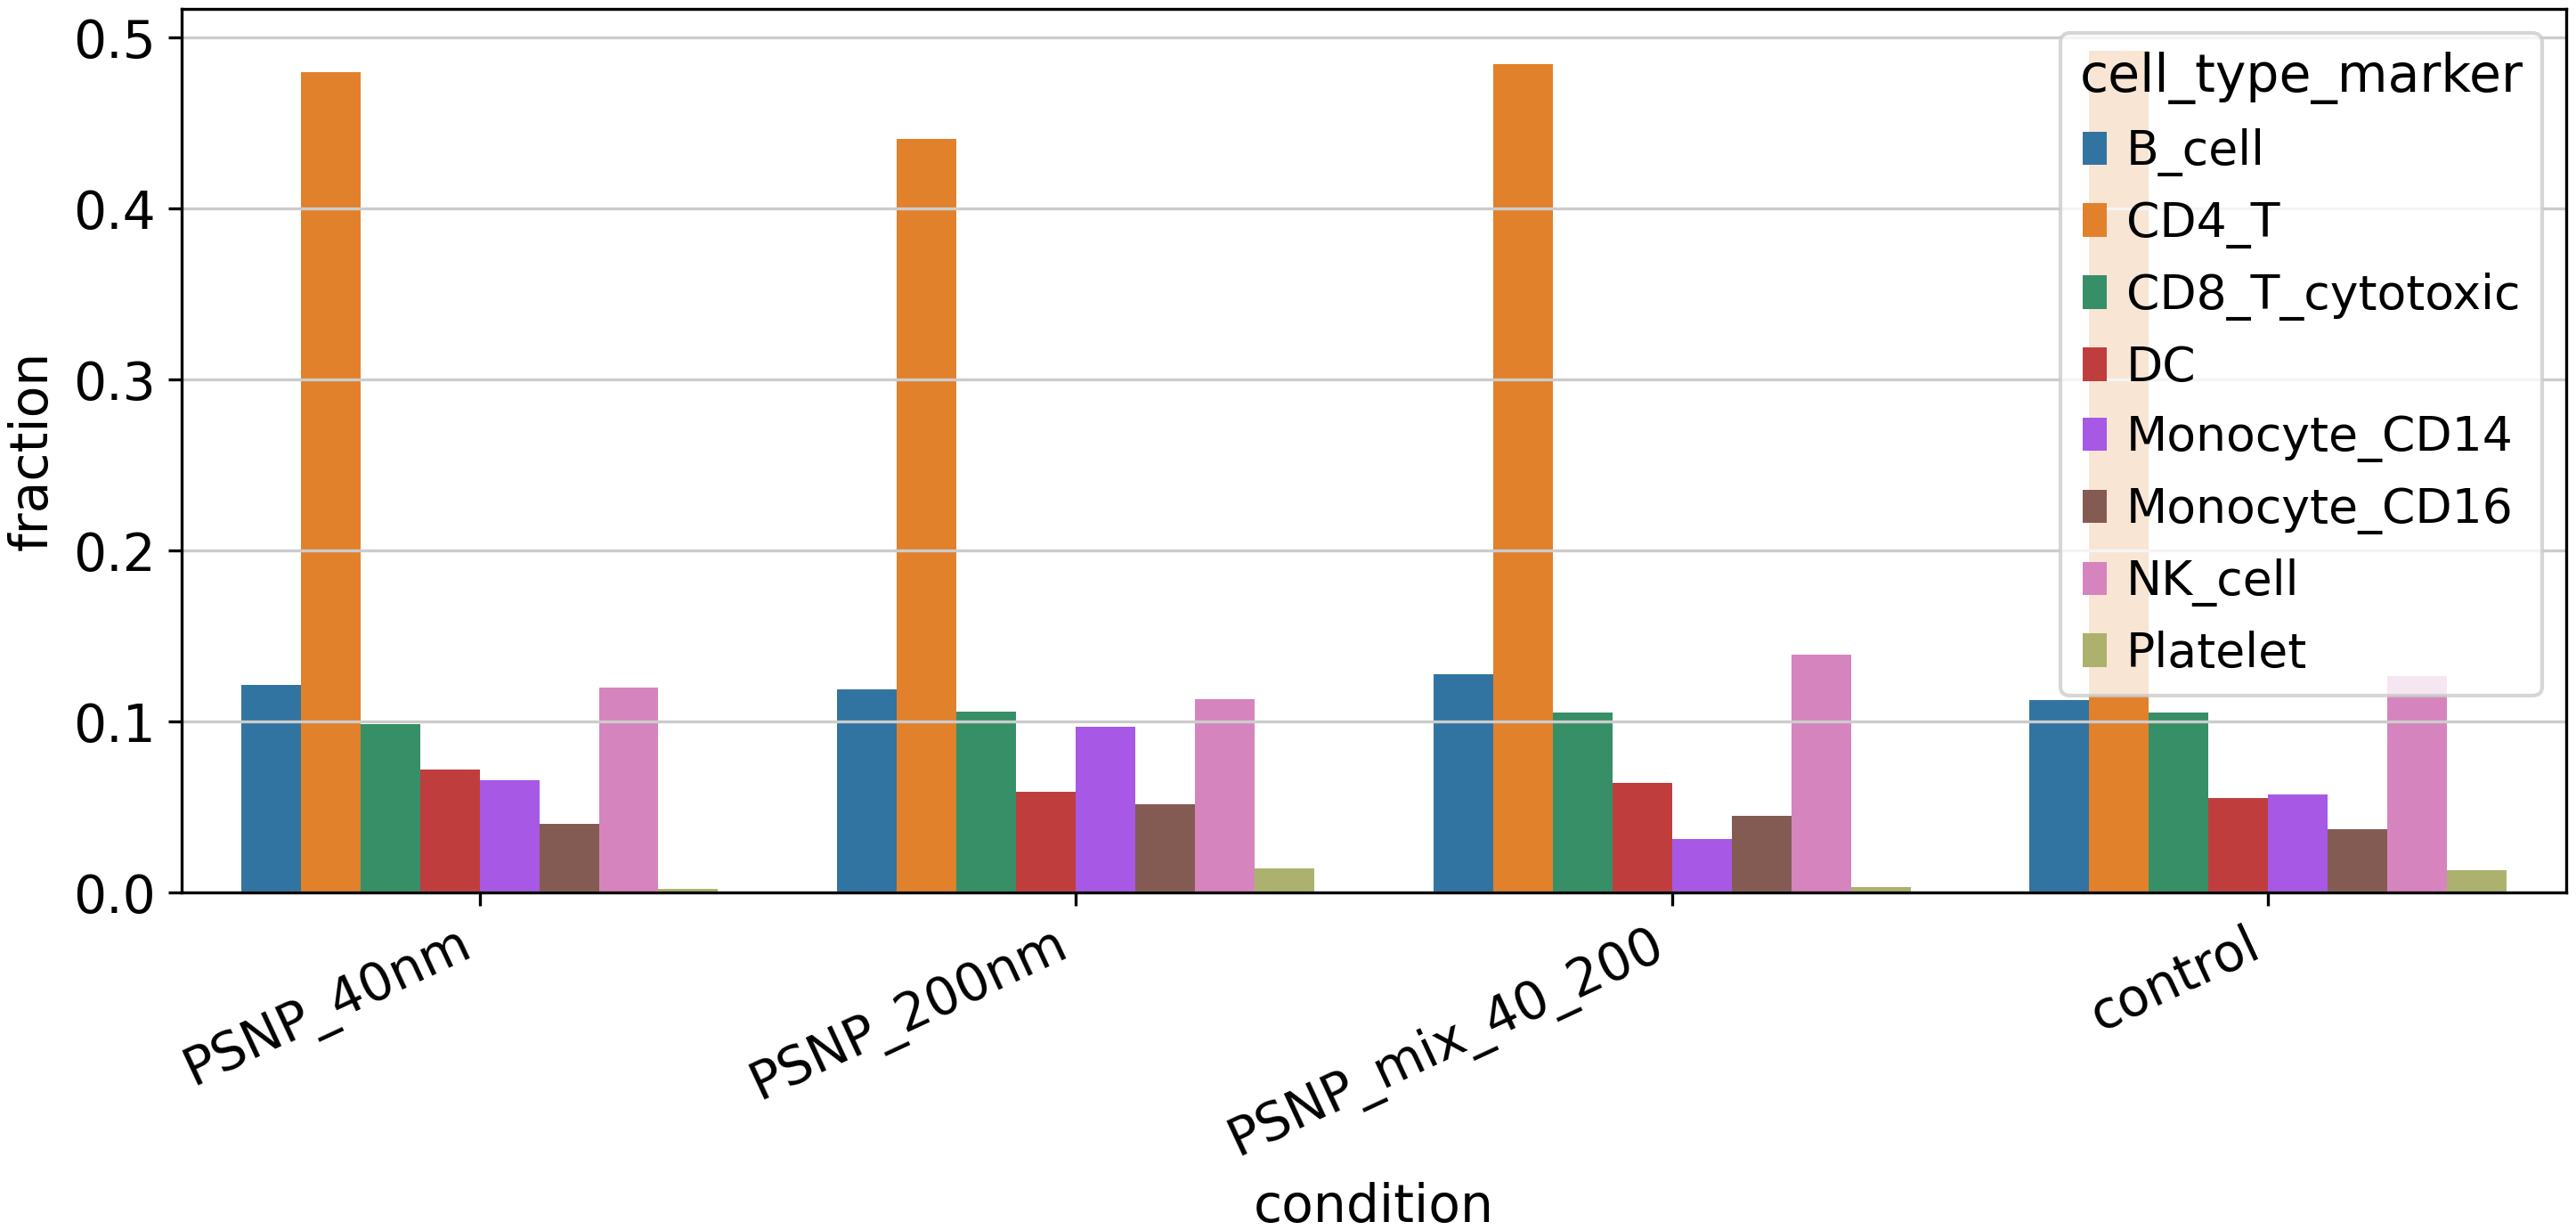 cell_type_marker
B_cell
CD4_T
CD8_T_cytotoxic
DC
Monocyte_CD14
Monocyte_CD16
NK_cell
Platelet
fraction
0.5
0.4
0.3
0.2
0.1
0.0
PSNP_40nm
PSNP_200nm
PSNP_mix_40_200
control
condition